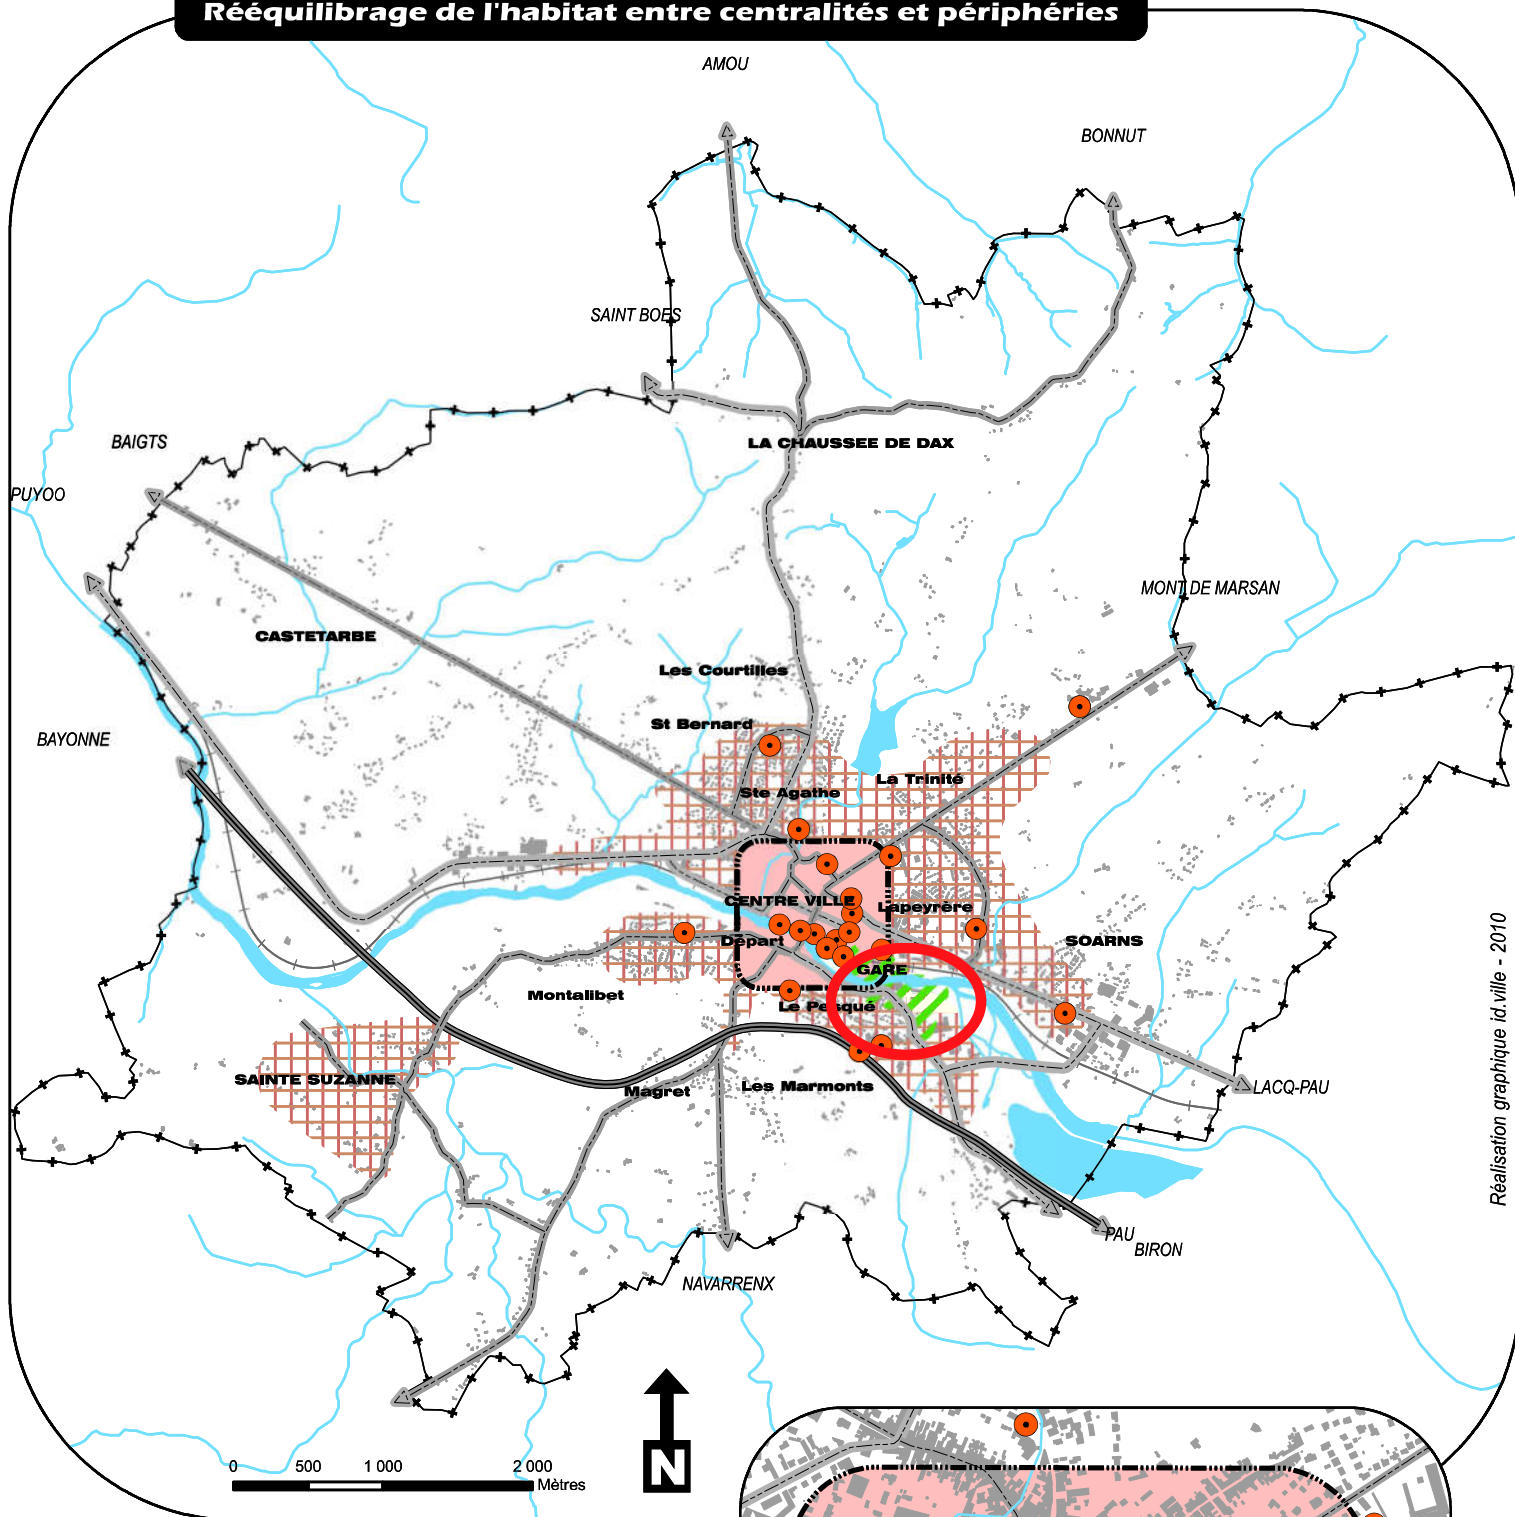 Rééquilibrage de l'habitat entre centralités et périphéries
AMOU
BONNUT
SAINT BOES
BAIGTS
LA CHAUSSEE DE DAX
PUYOO
MONT DE MARSAN
CASTETARBE
Les Courtilles
St Bernard
BAYONNE
La Trinité
Ste Agathe
CENTRE VILLE
Lapeyrère
Départ
SOARNS
GARE
Montalibet
Le Pesqué
SAINTE SUZANNE
Magret
Les Marmonts
LACQ-PAU
Réalisation graphique id.ville - 2010
PAU
BIRON
NAVARRENX
0 500 1 000 2 000
Mètres
N